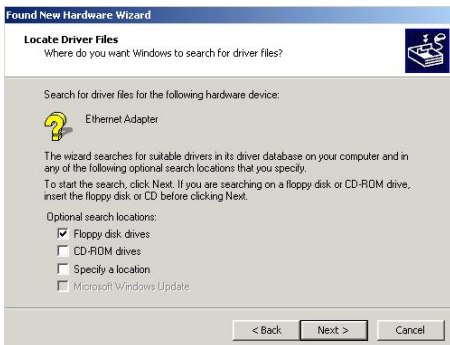 Found New Hardware Wizard
Locate Driver Files
Where do you want Windows to search for driver files?
Search for driver files for the following hardware device:
Ethernet Adapter
The wizard searches for suitable drivers in its driver database on your computer and in
any of the following optional search locations that you specify.
To start the search, click Next. If you are searching on a floppy disk or CD-ROM drive,
insert the floppy disk or CD before clicking Next.
Optional search locations:
Floppy disk drives
CD-ROM drives
Specify a location
Microsoft Windows Update
< Back Next > Cancel